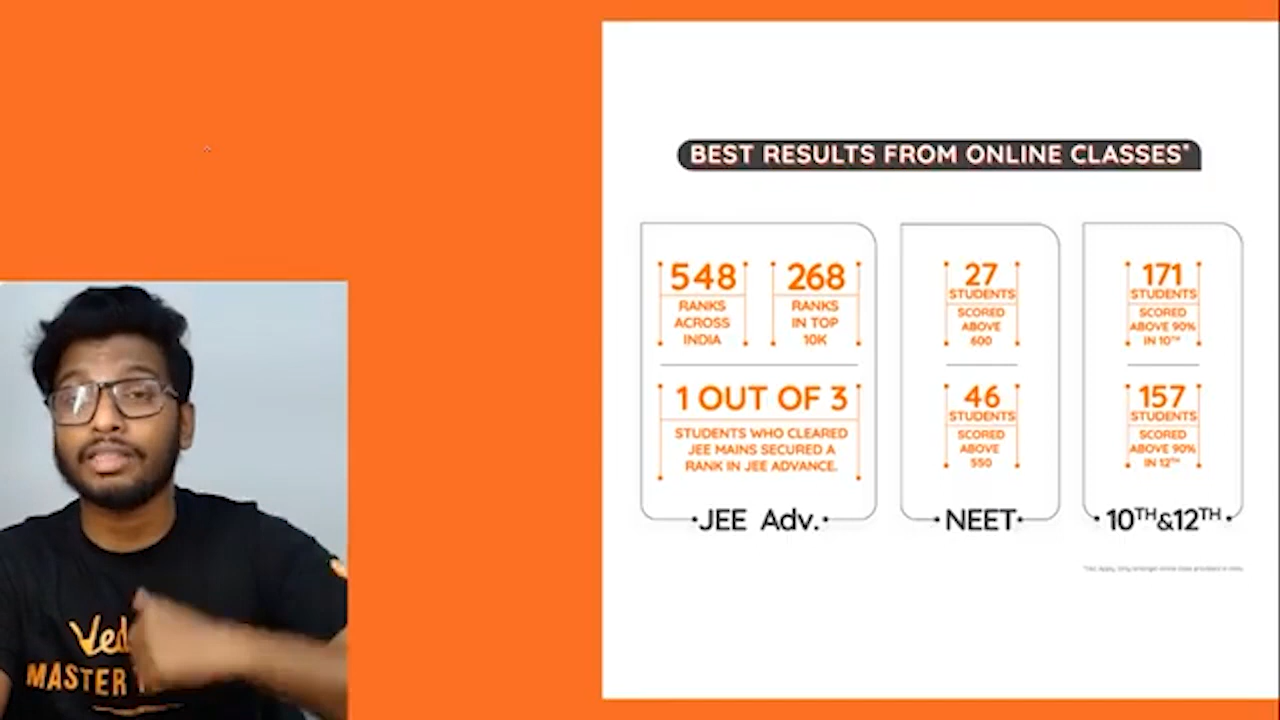 BEST RESULTS FROM ONLINE CLASSES*
548
RANKS
ACROSS
INDIA
268
RANKS
IN TOP
10K
1 OUT OF 3
STUDENTS WHO CLEARED
JEE MAINS SECURED A
RANK IN JEE ADVANCE.
JEE Adv.
27
STUDENTS
SCORED
ABOVE
600
46
STUDENTS
SCORED
ABOVE
550
NEET
171
STUDENTS
SCORED
ABOVE 90%
IN 10TH
157
STUDENTS
SCORED
ABOVE 90%
IN 12TH
10TH&12TH
Ved
MASTER